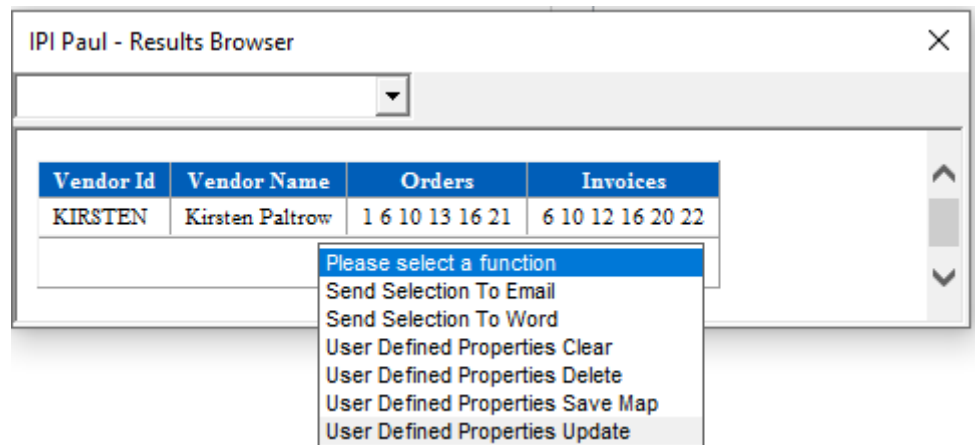 IPI Paul - Results Browser
Vendor Id Vendor Name Orders Invoices
KIRSTEN Kirsten Paltrow 1 6 10 13 16 21 6 10 12 16 20 22
Please select a function
Send Selection To Email
Send Selection To Word
User Defined Properties Clear
User Defined Properties Delete
User Defined Properties Save Map
User Defined Properties Update